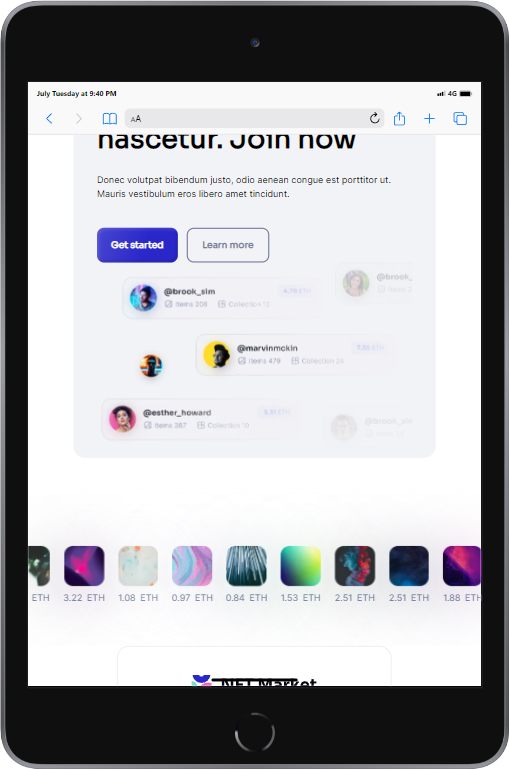 July Tuesday at 9:40 PM
4G
AA
nascetur. Join now
Donec volutpat bibendum justo, odio aenean congue est porttitor ut.
Mauris vestibulum eros libero amet tincidunt.
Get started
Learn more
@brook_sim
Items 208
Collection 12
4.70 ETH
@brook_
Items 2
@marvinmckin
Items 479
Collection 24
7.88 ETH
@esther_howard
Items 387
Collection 10
5.51 ETH
@brook_sim
ETH
3.22 ETH
1.08 ETH
0.97 ETH
0.84 ETH
1.53 ETH
2.51 ETH
2.51 ETH
1.88 ETH
NFT Market